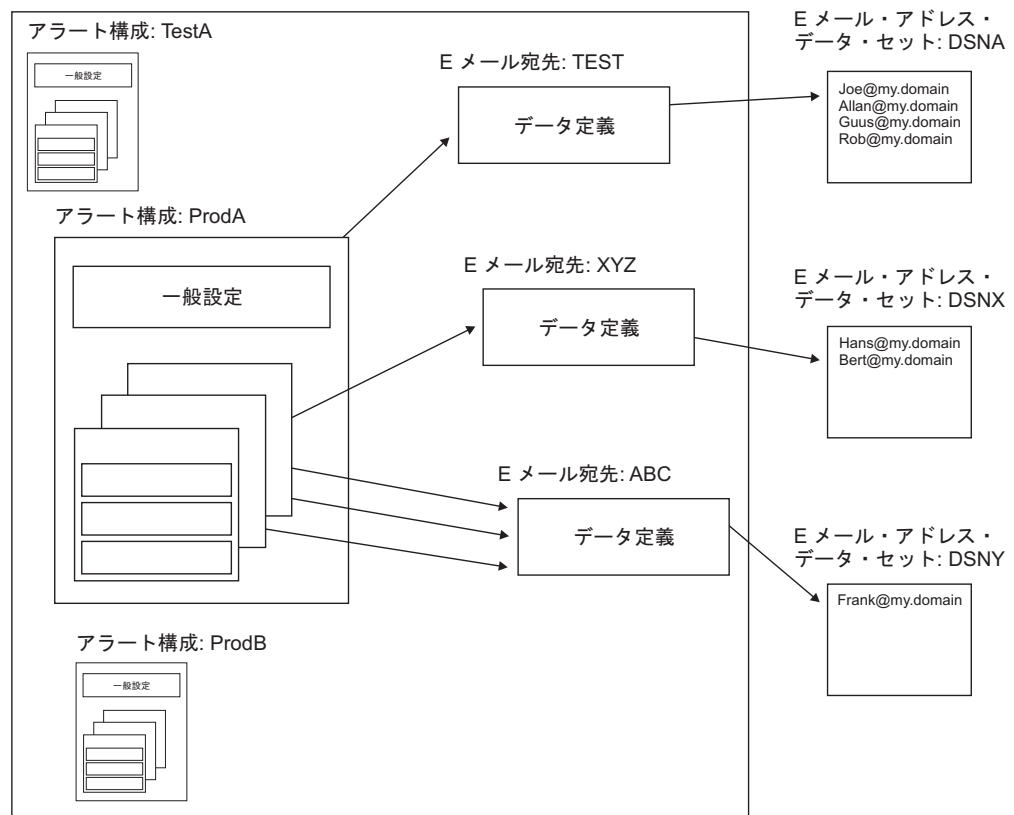 アラート構成: TestA
一般設定
E メール宛先: TEST
データ定義
E メール・アドレス・
データ・セット: DSNA
Joe@my.domain
Allan@my.domain
Guus@my.domain
Rob@my.domain
アラート構成: ProdA
一般設定
E メール宛先: XYZ
データ定義
E メール・アドレス・
データ・セット: DSNX
Hans@my.domain
Bert@my.domain
E メール宛先: ABC
データ定義
E メール・アドレス・
データ・セット: DSNY
Frank@my.domain
アラート構成: ProdB
一般設定